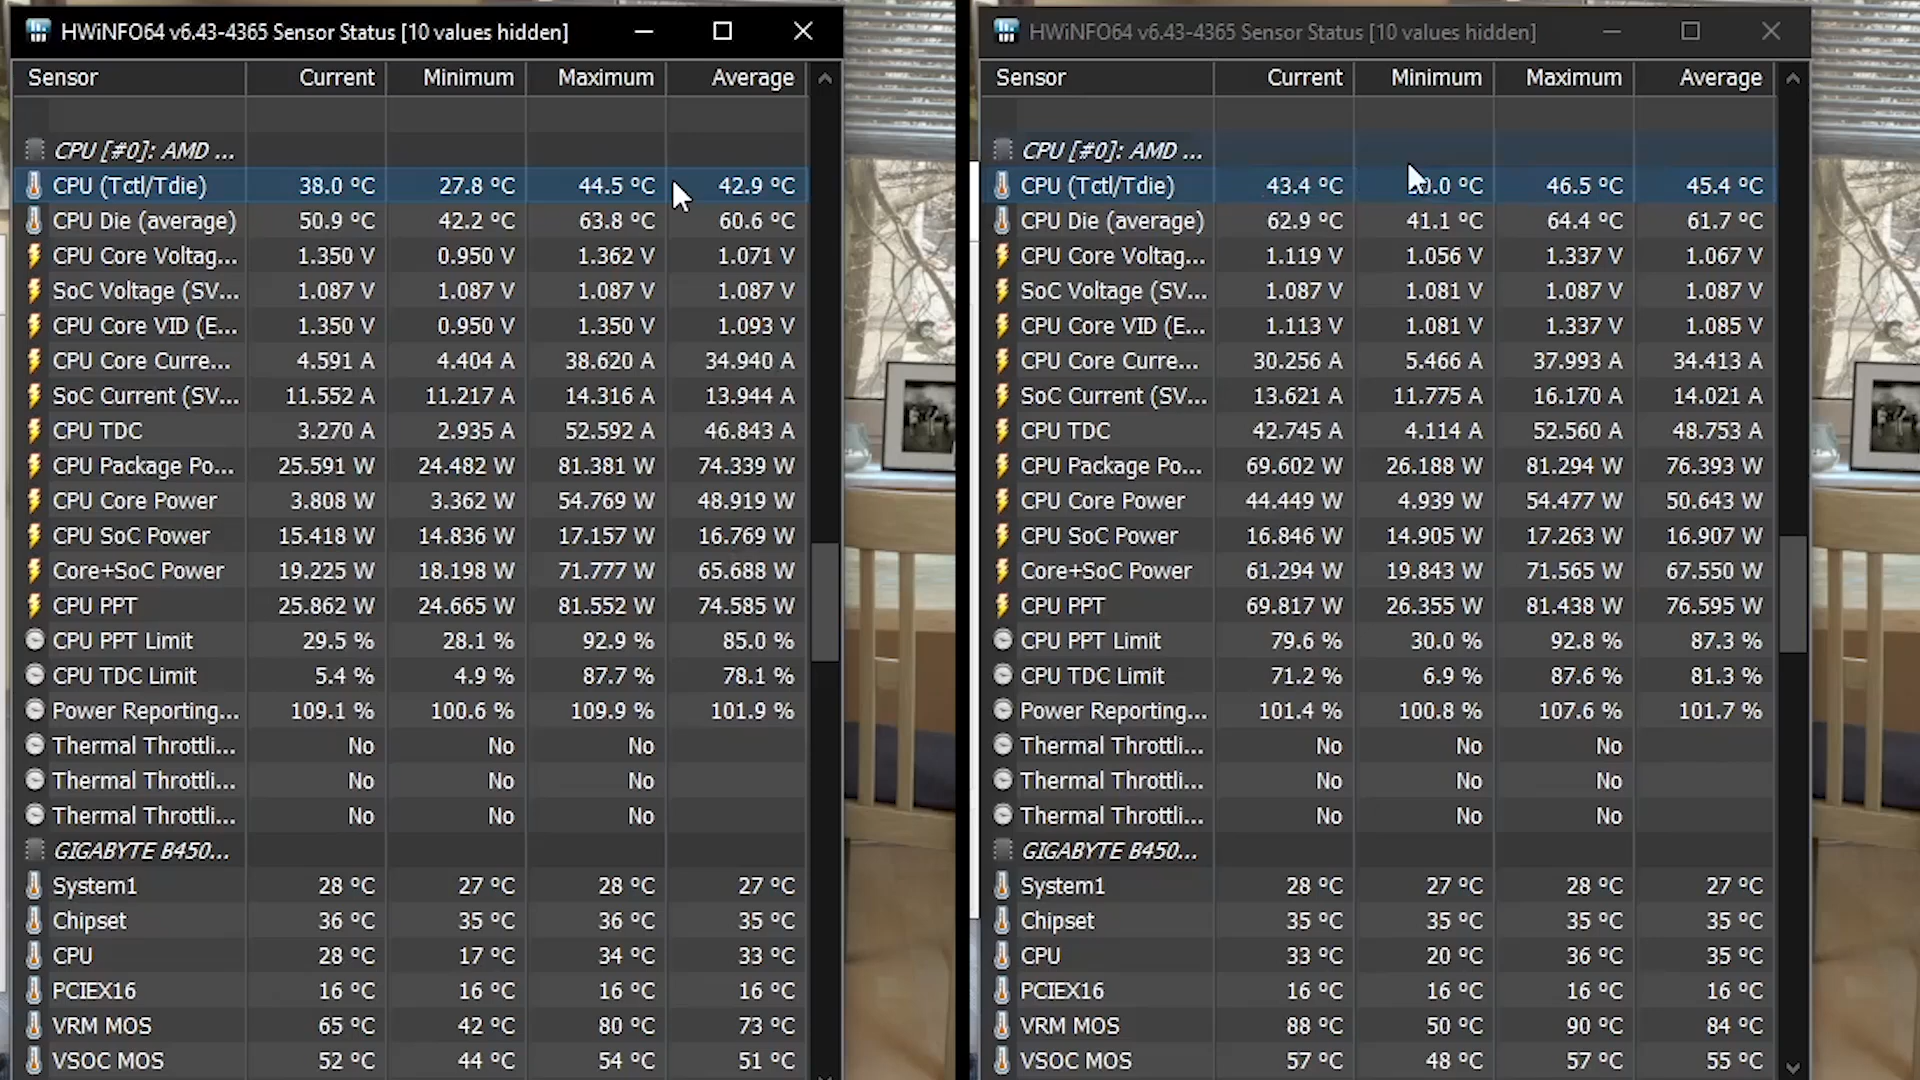 HWiNFO64 v6.43-4365 Sensor Status [10 values hidden]
Sensor Current Minimum Maximum Average
CPU [#0]: AMD ...
CPU (Tctl/Tdie) 38.0 °C 27.8 °C 44.5 °C 42.9 °C
CPU Die (average) 50.9 °C 42.2 °C 63.8 °C 60.6 °C
CPU Core Voltag... 1.350 V 0.950 V 1.362 V 1.071 V
SoC Voltage (SV... 1.087 V 1.087 V 1.087 V 1.087 V
CPU Core VID (E... 1.350 V 0.950 V 1.350 V 1.093 V
CPU Core Curre... 4.591 A 4.404 A 38.620 A 34.940 A
SoC Current (SV... 11.552 A 11.217 A 14.316 A 13.944 A
CPU TDC 3.270 A 2.935 A 52.592 A 46.843 A
CPU Package Po... 25.591 W 24.482 W 81.381 W 74.339 W
CPU Core Power 3.808 W 3.362 W 54.769 W 48.919 W
CPU SoC Power 15.418 W 14.836 W 17.157 W 16.769 W
Core+SoC Power 19.225 W 18.198 W 71.777 W 65.688 W
CPU PPT 25.862 W 24.665 W 81.552 W 74.585 W
CPU PPT Limit 29.5 % 28.1 % 92.9 % 85.0 %
CPU TDC Limit 5.4 % 4.9 % 87.7 % 78.1 %
Power Reporting... 109.1 % 100.6 % 109.9 % 101.9 %
Thermal Throttli... No No No
Thermal Throttli... No No No
Thermal Throttli... No No No
GIGABYTE B450...
System1 28 °C 27 °C 28 °C 27 °C
Chipset 36 °C 35 °C 36 °C 35 °C
CPU 28 °C 17 °C 34 °C 33 °C
PCIEX16 16 °C 16 °C 16 °C 16 °C
VRM MOS 65 °C 42 °C 80 °C 73 °C
VSOC MOS 52 °C 44 °C 54 °C 51 °C
HWiNFO64 v6.43-4365 Sensor Status [10 values hidden]
Sensor Current Minimum Maximum Average
CPU [#0]: AMD ...
CPU (Tctl/Tdie) 43.4 °C °C 46.5 °C 45.4 °C
CPU Die (average) 62.9 °C 41.1 °C 64.4 °C 61.7 °C
CPU Core Voltag... 1.119 V 1.056 V 1.337 V 1.067 V
SoC Voltage (SV... 1.087 V 1.081 V 1.087 V 1.087 V
CPU Core VID (E... 1.113 V 1.081 V 1.337 V 1.085 V
CPU Core Curre... 30.256 A 5.466 A 37.993 A 34.413 A
SoC Current (SV... 13.621 A 11.775 A 16.170 A 14.021 A
CPU TDC 42.745 A 4.114 A 52.560 A 48.753 A
CPU Package Po... 69.602 W 26.188 W 81.294 W 76.393 W
CPU Core Power 44.449 W 4.939 W 54.477 W 50.643 W
CPU SoC Power 16.846 W 14.905 W 17.263 W 16.907 W
Core+SoC Power 61.294 W 19.843 W 71.565 W 67.550 W
CPU PPT 69.817 W 26.355 W 81.438 W 76.595 W
CPU PPT Limit 79.6 % 30.0 % 92.8 % 87.3 %
CPU TDC Limit 71.2 % 6.9 % 87.6 % 81.3 %
Power Reporting... 101.4 % 100.8 % 107.6 % 101.7 %
Thermal Throttli... No No No
Thermal Throttli... No No No
Thermal Throttli... No No No
GIGABYTE B450...
System1 28 °C 27 °C 28 °C 27 °C
Chipset 35 °C 35 °C 35 °C 35 °C
CPU 33 °C 20 °C 36 °C 35 °C
PCIEX16 16 °C 16 °C 16 °C 16 °C
VRM MOS 88 °C 50 °C 90 °C 84 °C
VSOC MOS 57 °C 48 °C 57 °C 55 °C